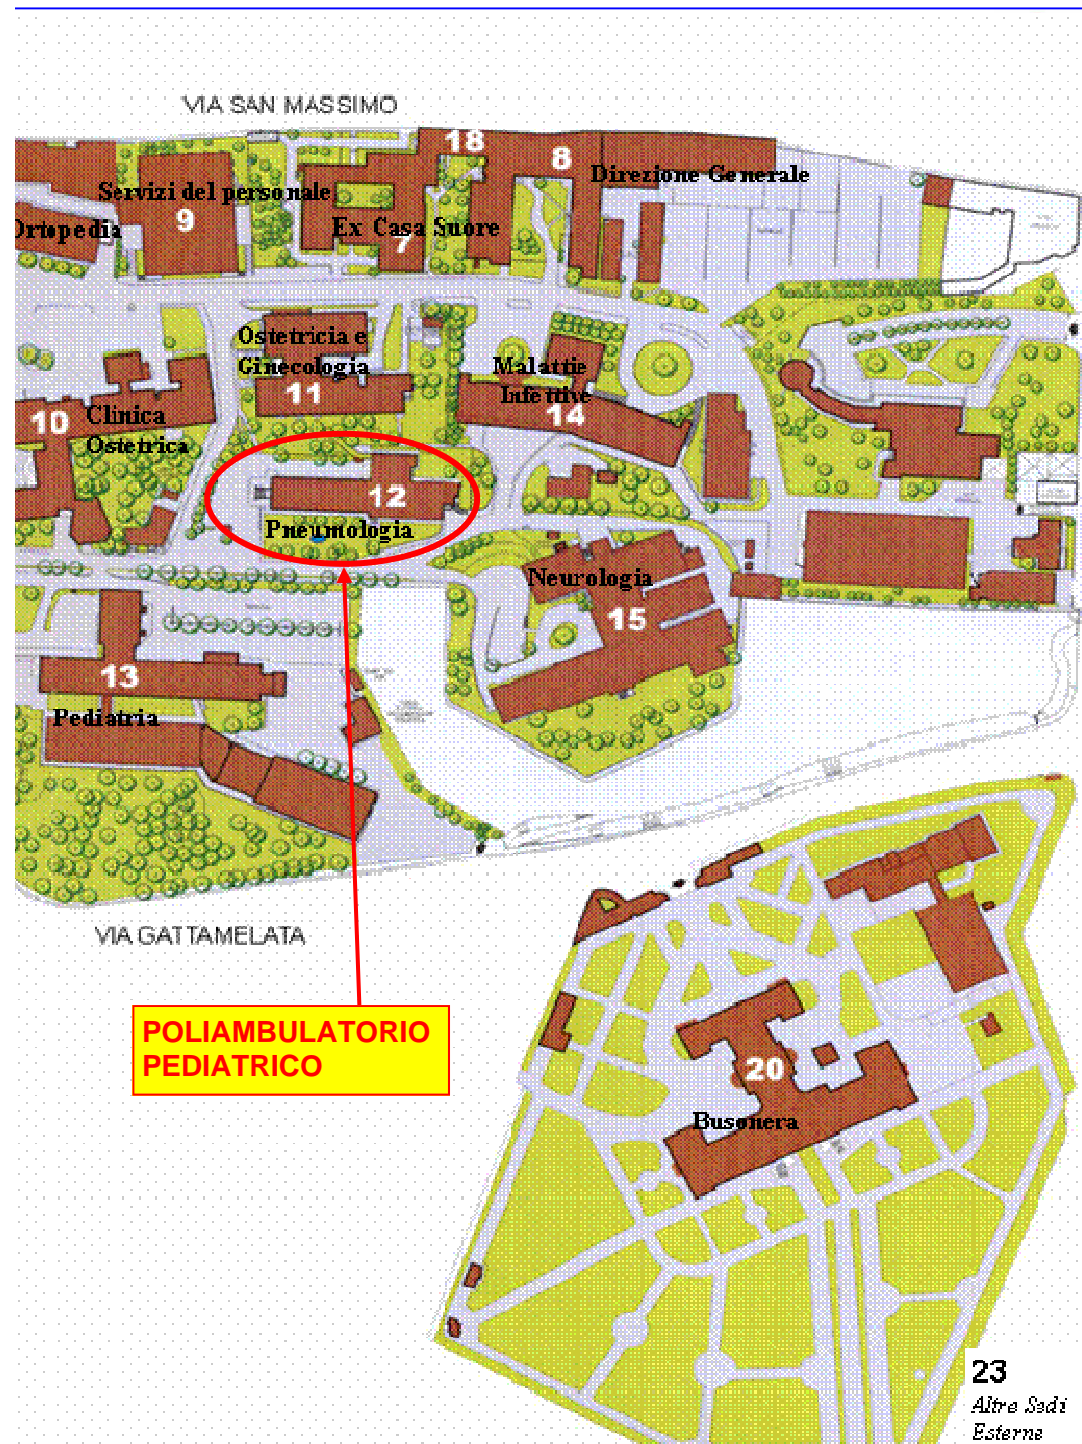 VIA SAN MASSIMO
18
8
Direzione Generale
Servizi del personale
9
Ortopedia
Ex Casa Suore
7
Ostetricia e
Ginecologia
11
Malattie
Infettive
14
10
Clinica
Ostetrica
12
Pneumologia
Neurologia
15
13
Pediatria
VIA GATTAMELATA
POLIAMBULATORIO
PEDIATRICO
20
Busonera
23
Altre Sedi
Esterne